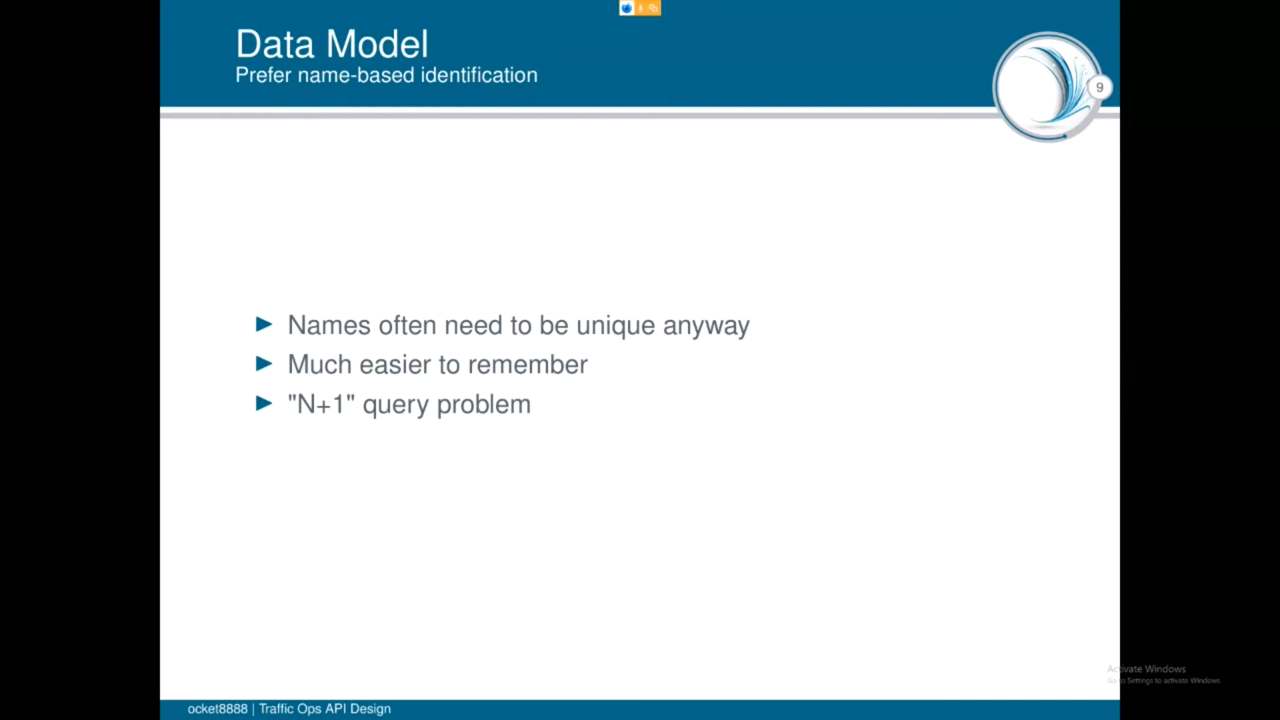 Data Model
Prefer name-based identification
9
Names often need to be unique anyway
Much easier to remember
"N+1" query problem
Activate Windows
Go to Settings to activate Windows.
ocket8888 | Traffic Ops API Design